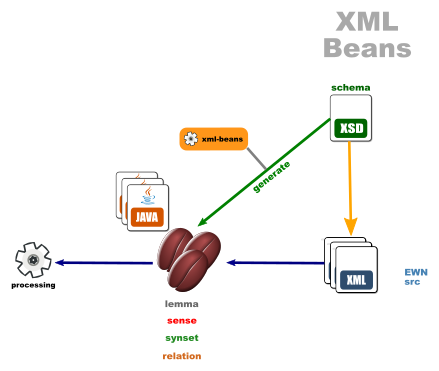 XML
Beans
schema
XSD
xml-beans
generate
JAVA
XML
EWN
src
processing
lemma
sense
synset
relation